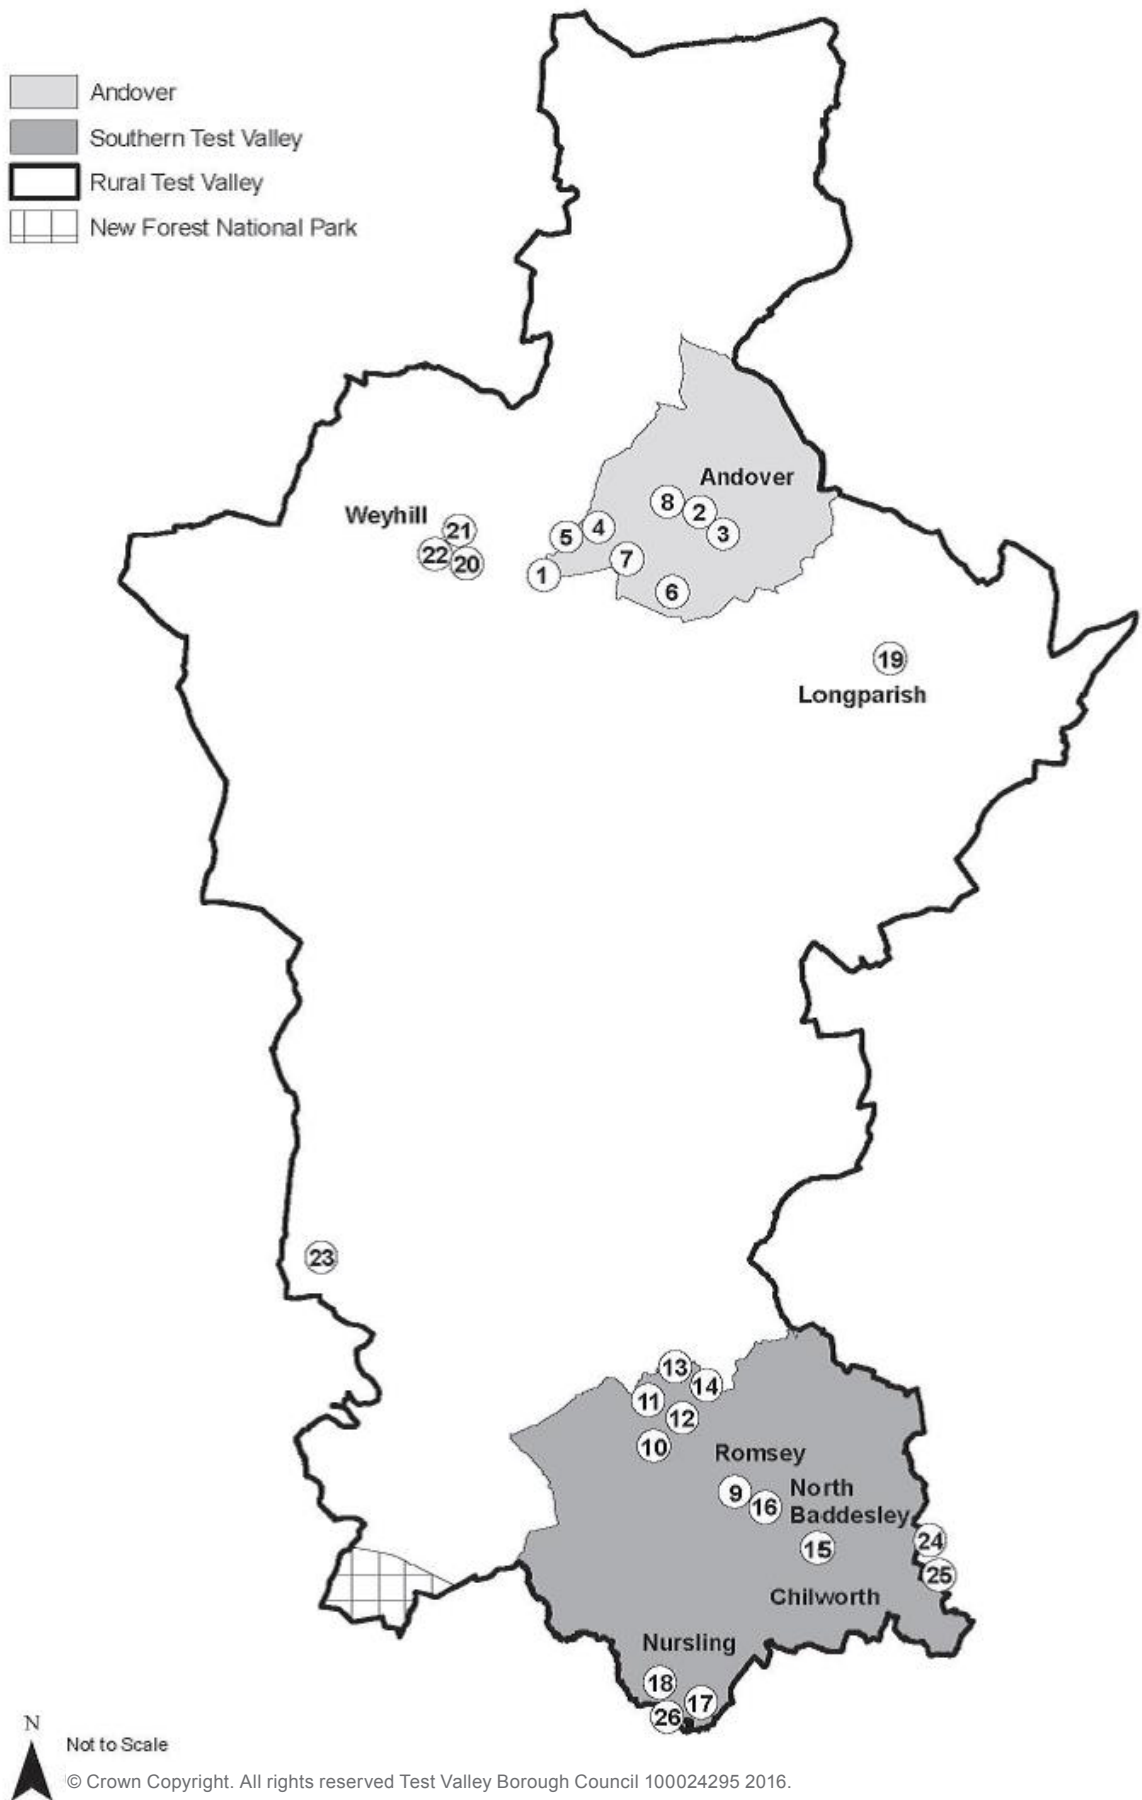 Andover
Southern Test Valley
Rural Test Valley
New Forest National Park
Andover
8
2
3
Weyhill
21
22
20
5
4
7
1
6
19
Longparish
23
13
14
11
12
10
Romsey
9
16
North
Baddesley
15
24
25
Chilworth
Nursling
18
17
26
N
Not to Scale
© Crown Copyright. All rights reserved Test Valley Borough Council 100024295 2016.